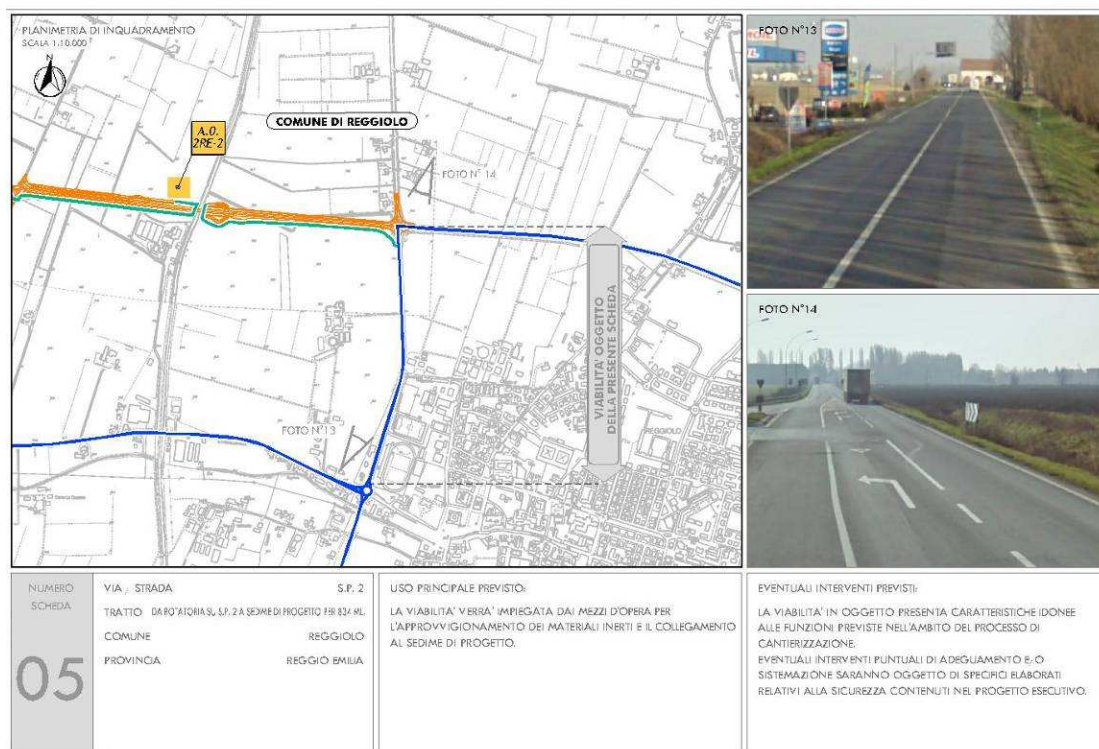 PLANIMETRIA DI INQUADRAMENTO
SCALA 1:10.000
N
A.O.
2RE-2
COMUNE DI REGGIOLO
FOTO N° 14
FOTO N°13
VIABILITA' OGGETTO
DELLA PRESENTE SCHEDA
REGGIOLO
FOTO N°13
FOTO N°14
NUMERO
SCHEDA
05
VIA / STRADA S.P. 2
TRATTO DA ROTATORIA SU S.P. 2 A SEDIME DI PROGETTO PER 824 ML.
COMUNE REGGIOLO
PROVINCIA REGGIO EMILIA
USO PRINCIPALE PREVISTO:
LA VIABILITA' VERRA' IMPIEGATA DAI MEZZI D'OPERA PER
L'APPROVVIGIONAMENTO DEI MATERIALI INERTI E IL COLLEGAMENTO
AL SEDIME DI PROGETTO.
EVENTUALI INTERVENTI PREVISTI:
LA VIABILITA' IN OGGETTO PRESENTA CARATTERISTICHE IDONEE
ALLE FUNZIONI PREVISTE NELL'AMBITO DEL PROCESSO DI
CANTIERIZZAZIONE.
EVENTUALI INTERVENTI PUNTUALI DI ADEGUAMENTO E/O
SISTEMAZIONE SARANNO OGGETTO DI SPECIFICI ELABORATI
RELATIVI ALLA SICUREZZA CONTENUTI NEL PROGETTO ESECUTIVO.